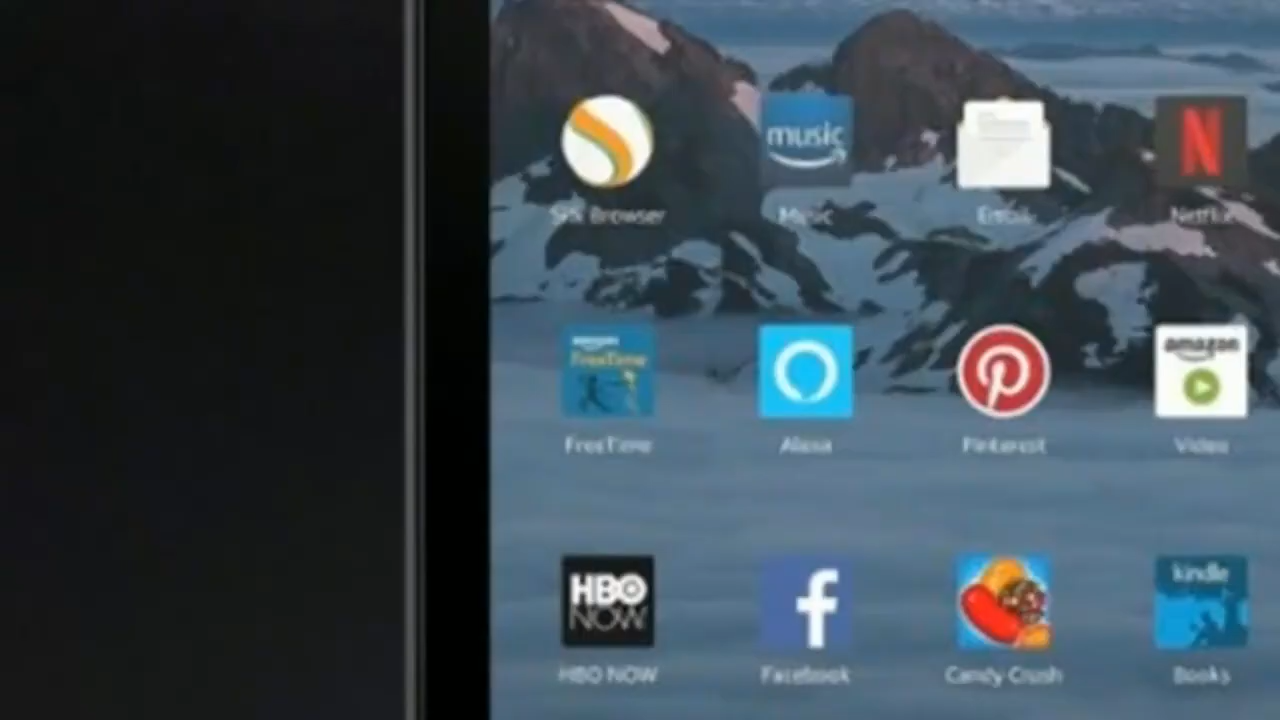 music
N
Silk Browser
Music
Email
Netflix
amazon
FreeTime
amazon
FreeTime
Alexa
Pinterest
Video
HBO
NOW
f
kindle
HBO NOW
Facebook
Candy Crush
Books